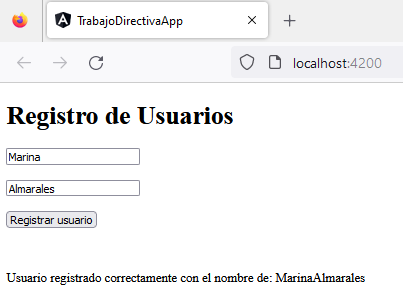 TrabajoDirectivaApp
localhost:4200
Registro de Usuarios
Marina
Almarales
Registrar usuario
Usuario registrado correctamente con el nombre de: MarinaAlmarales